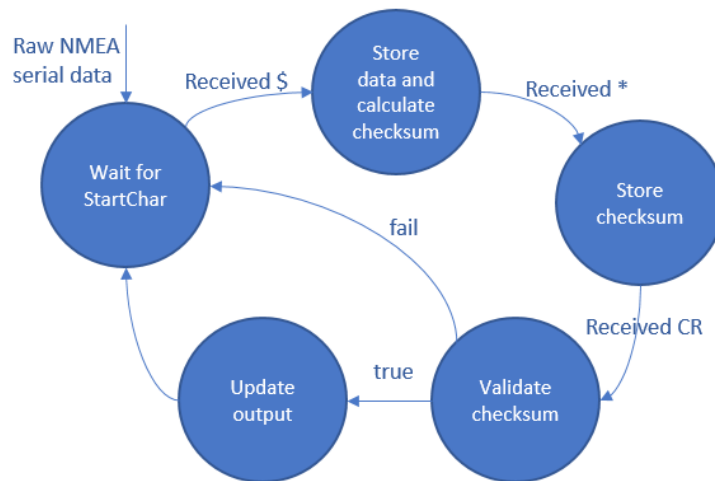 Raw NMEA
serial data
Received $
Store
data and
calculate
checksum
Received *
Wait for
StartChar
Store
checksum
fail
Received CR
true
Update
output
Validate
checksum